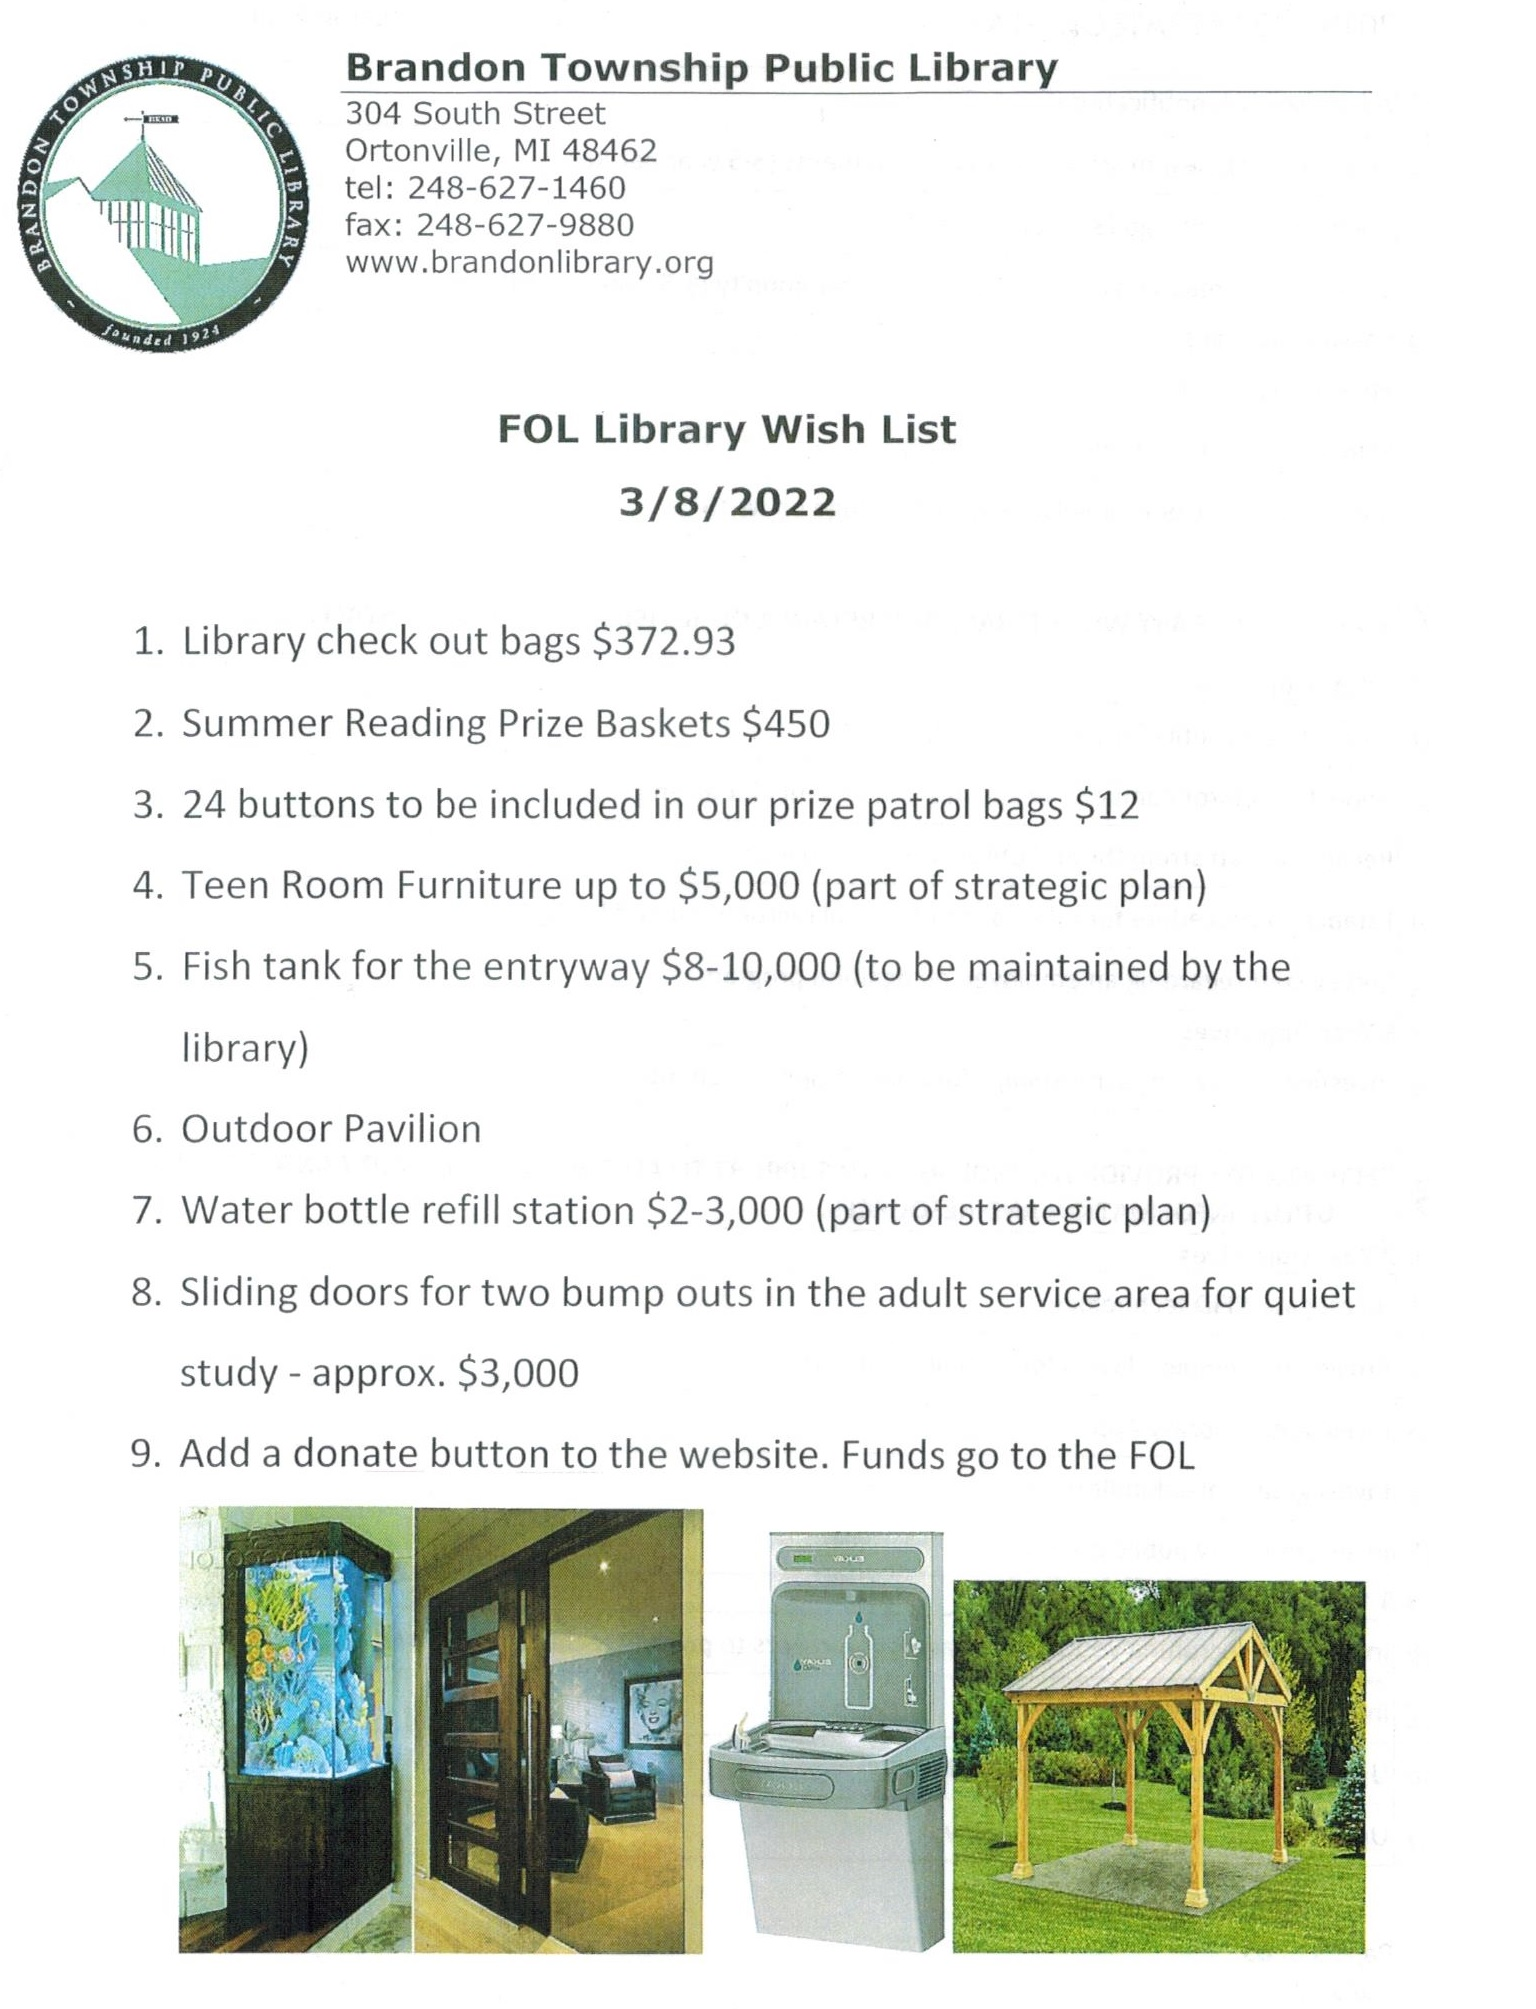 BRANDON TOWNSHIP PUBLIC LIBRARY
READ
~ founded 1924 ~
Brandon Township Public Library
304 South Street
Ortonville, MI 48462
tel: 248-627-1460
fax: 248-627-9880
www.brandonlibrary.org
FOL Library Wish List
3/8/2022
1. Library check out bags $372.93
2. Summer Reading Prize Baskets $450
3. 24 buttons to be included in our prize patrol bags $12
4. Teen Room Furniture up to $5,000 (part of strategic plan)
5. Fish tank for the entryway $8-10,000 (to be maintained by the
library)
6. Outdoor Pavilion
7. Water bottle refill station $2-3,000 (part of strategic plan)
8. Sliding doors for two bump outs in the adult service area for quiet
study - approx. $3,000
9. Add a donate button to the website. Funds go to the FOL
ELKAY
ELKAY
ELKAY